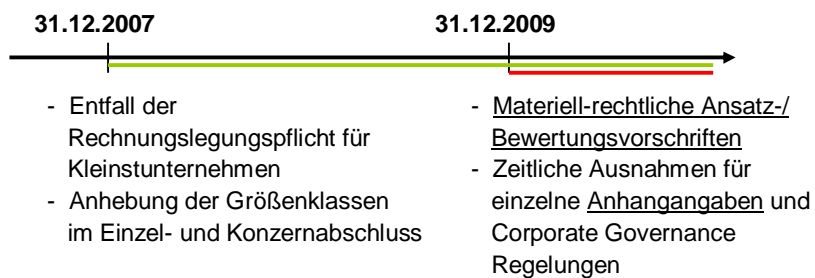 31.12.2007
31.12.2009
- Entfall der
Rechnungslegungspflicht für
Kleinstunternehmen
- Anhebung der Größenklassen
im Einzel- und Konzernabschluss
- Materiell-rechtliche Ansatz-/
Bewertungsvorschriften
- Zeitliche Ausnahmen für
einzelne Anhangangaben und
Corporate Governance
Regelungen